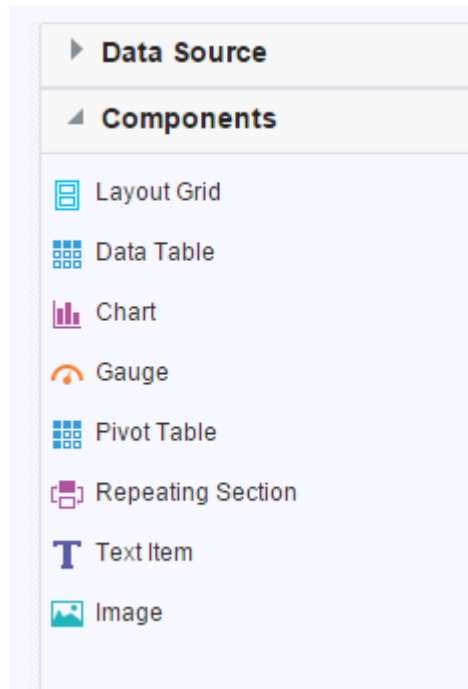 Data Source
Components
Layout Grid
Data Table
Chart
Gauge
Pivot Table
Repeating Section
Text Item
Image